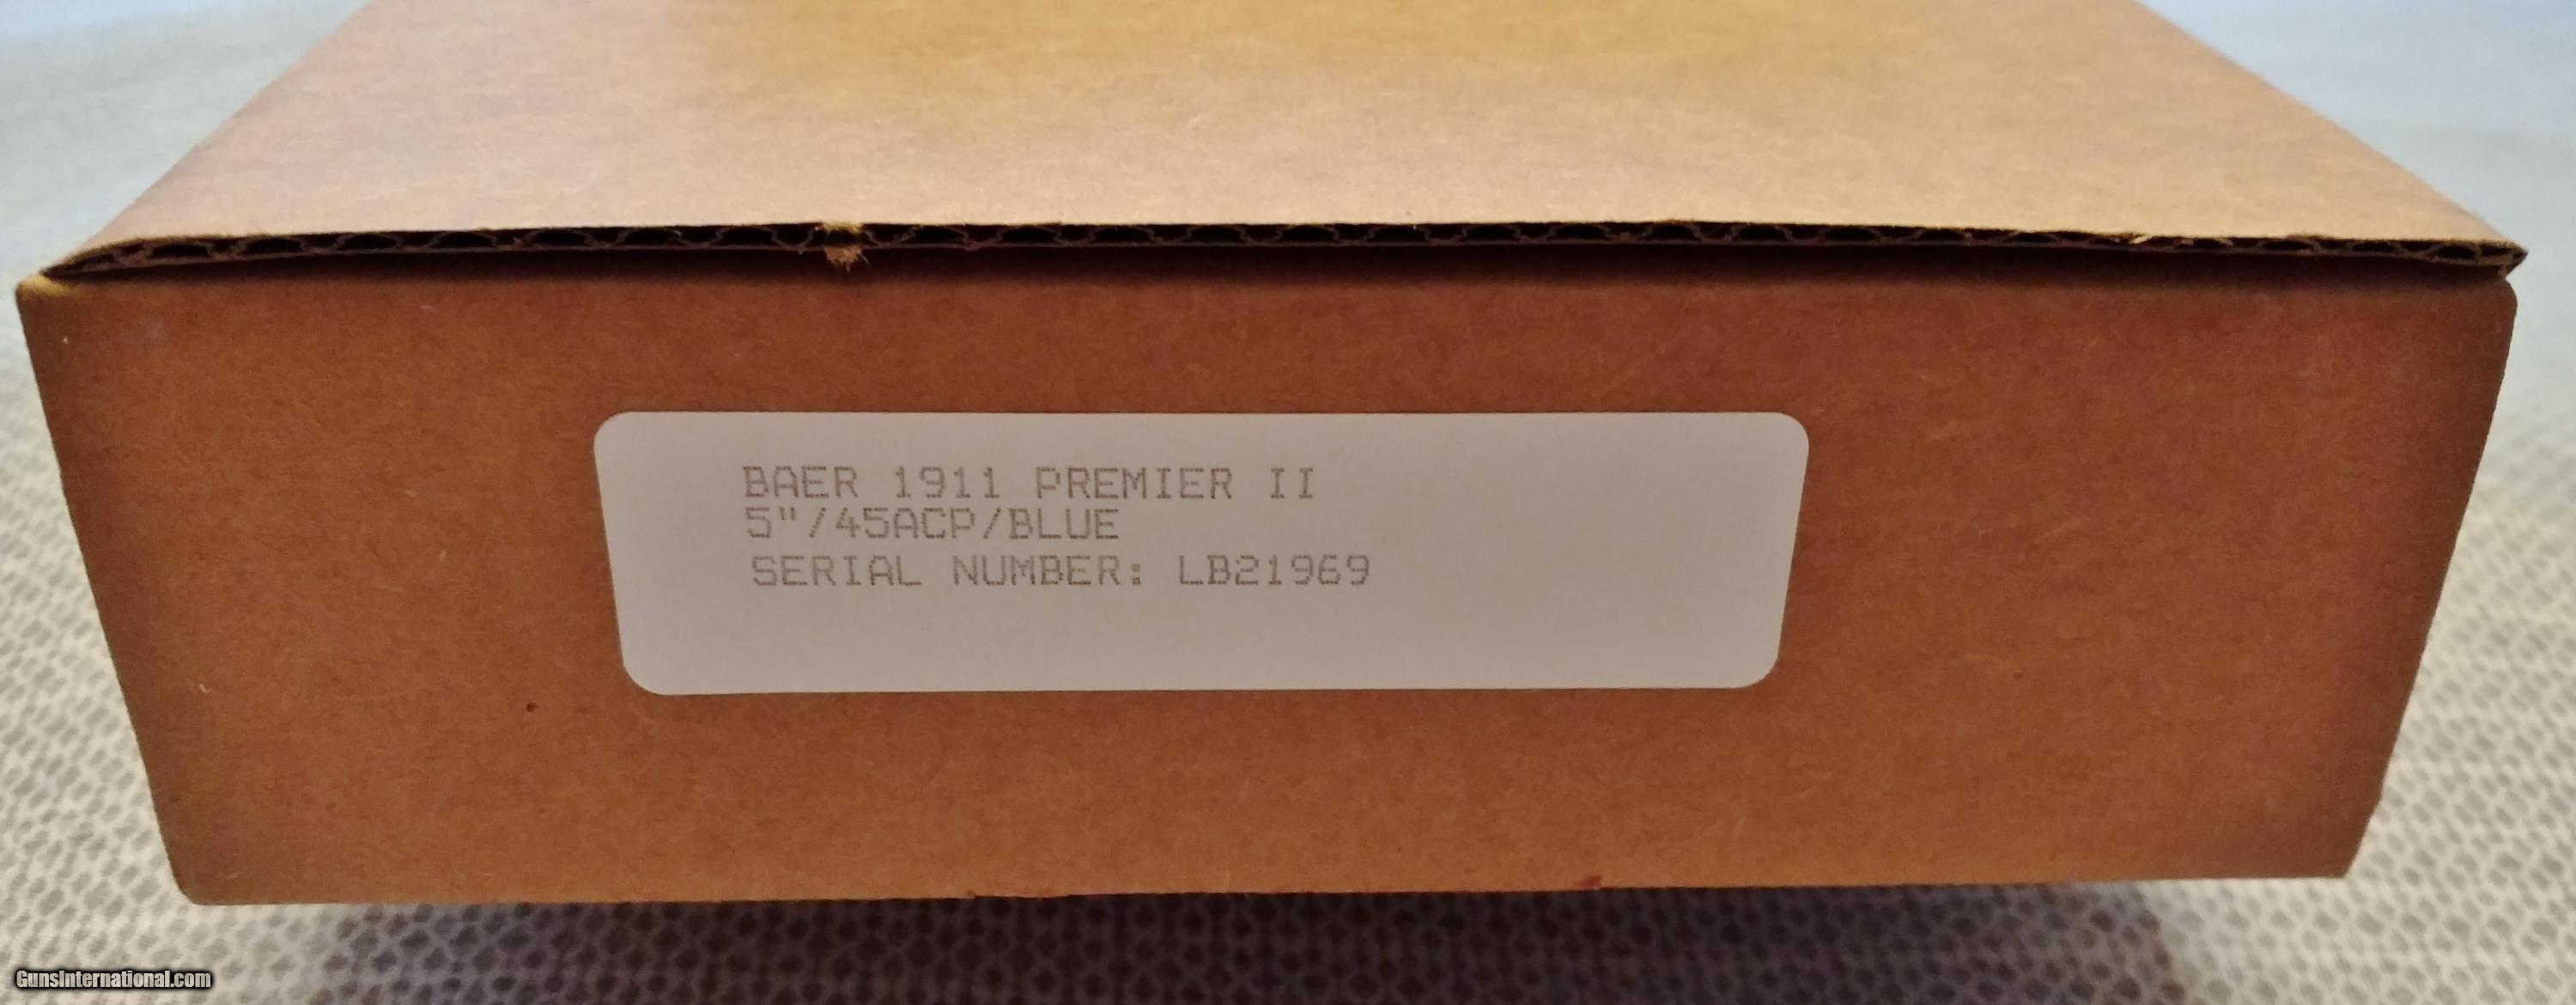 BAER 1911 PREMIER II
5"/45ACP/BLUE
SERIAL NUMBER: LB21969
GunsInternational.com